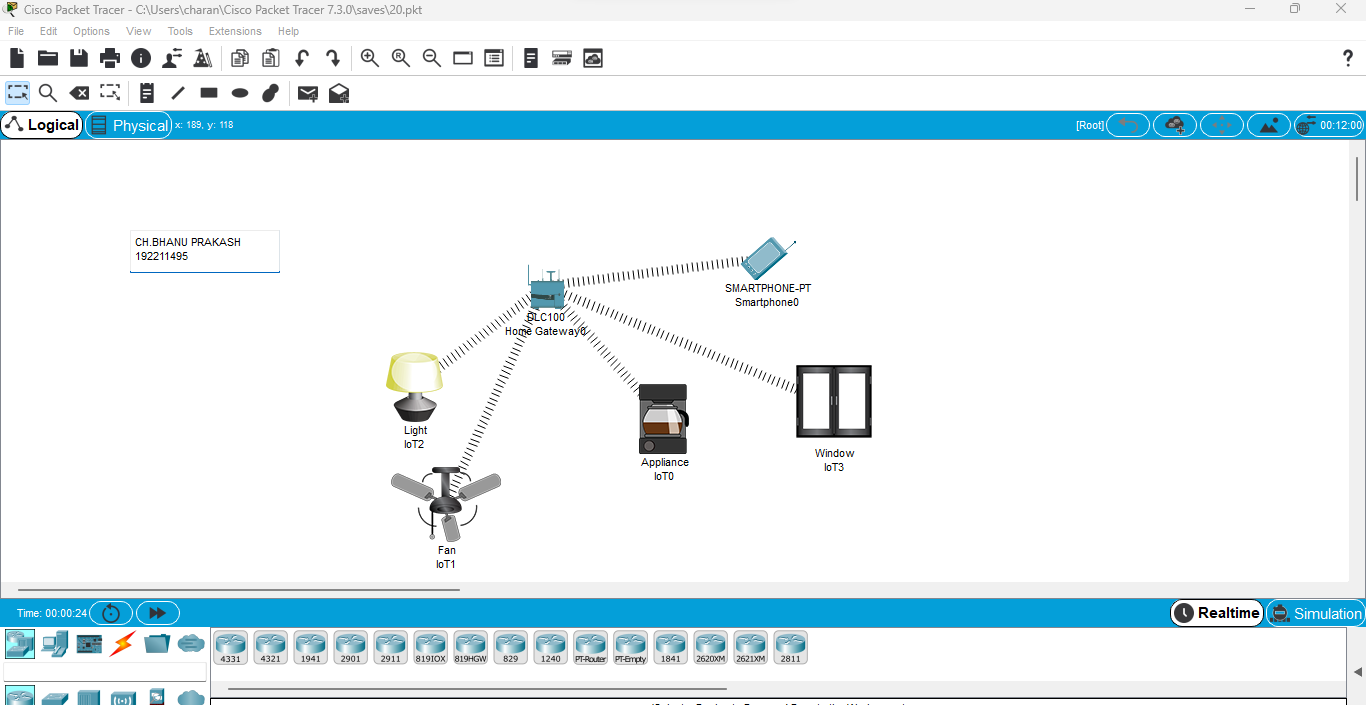 Cisco Packet Tracer - C:\Users\charan\Cisco Packet Tracer 7.3.0\saves\20.pkt
File Edit Options View Tools Extensions Help
?
Logical Physical x: 189, y: 118 [Root] 00:12:00
CH.BHANU PRAKASH
192211495
SMARTPHONE-PT
Smartphone0
DLC100
Home Gateway0
Light
IoT2
Appliance
IoT0
Window
IoT3
Fan
IoT1
Time: 00:00:24 Realtime Simulation
4331 4321 1941 2901 2911 819IOX 819HGW 829 1240 PT-Router PT-Empty 1841 2620XM 2621XM 2811